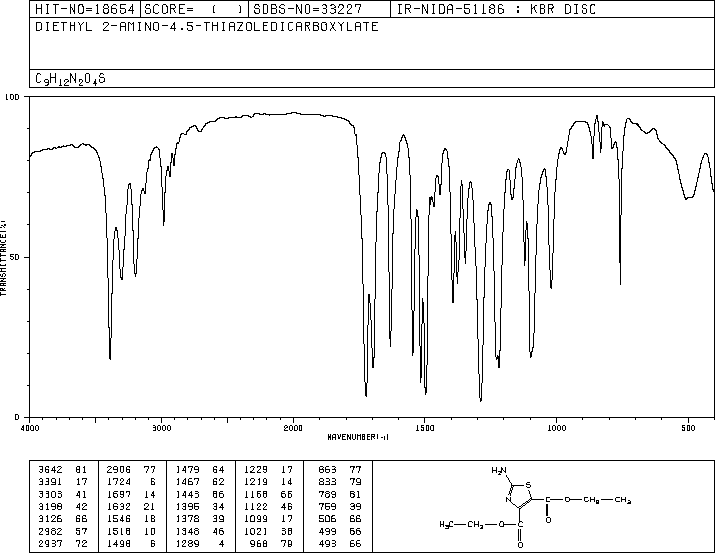 HIT-NO=18654 SCORE= ( ) SDBS-NO=33227 IR-NIDA-51186 : KBR DISC
DIETHYL 2-AMINO-4,5-THIAZOLEDICARBOXYLATE
C9H12N2O4S
100
50
0
TRANSMITTANCE(%)
4000 3000 2000 1500 1000 500
WAVENUMBER(-1)
3642 81 2906 77 1479 64 1229 17 863 77
3391 17 1724 6 1467 62 1219 14 833 79
3303 41 1697 14 1443 86 1168 66 789 81
3198 42 1632 21 1395 34 1122 46 759 39
3126 66 1546 18 1378 39 1099 17 506 66
2982 57 1518 10 1348 46 1021 38 499 66
2937 72 1498 6 1289 4 968 79 493 66
H2N
S
N
C—O—CH2—CH3
O
CH3—CH2—O—C
O